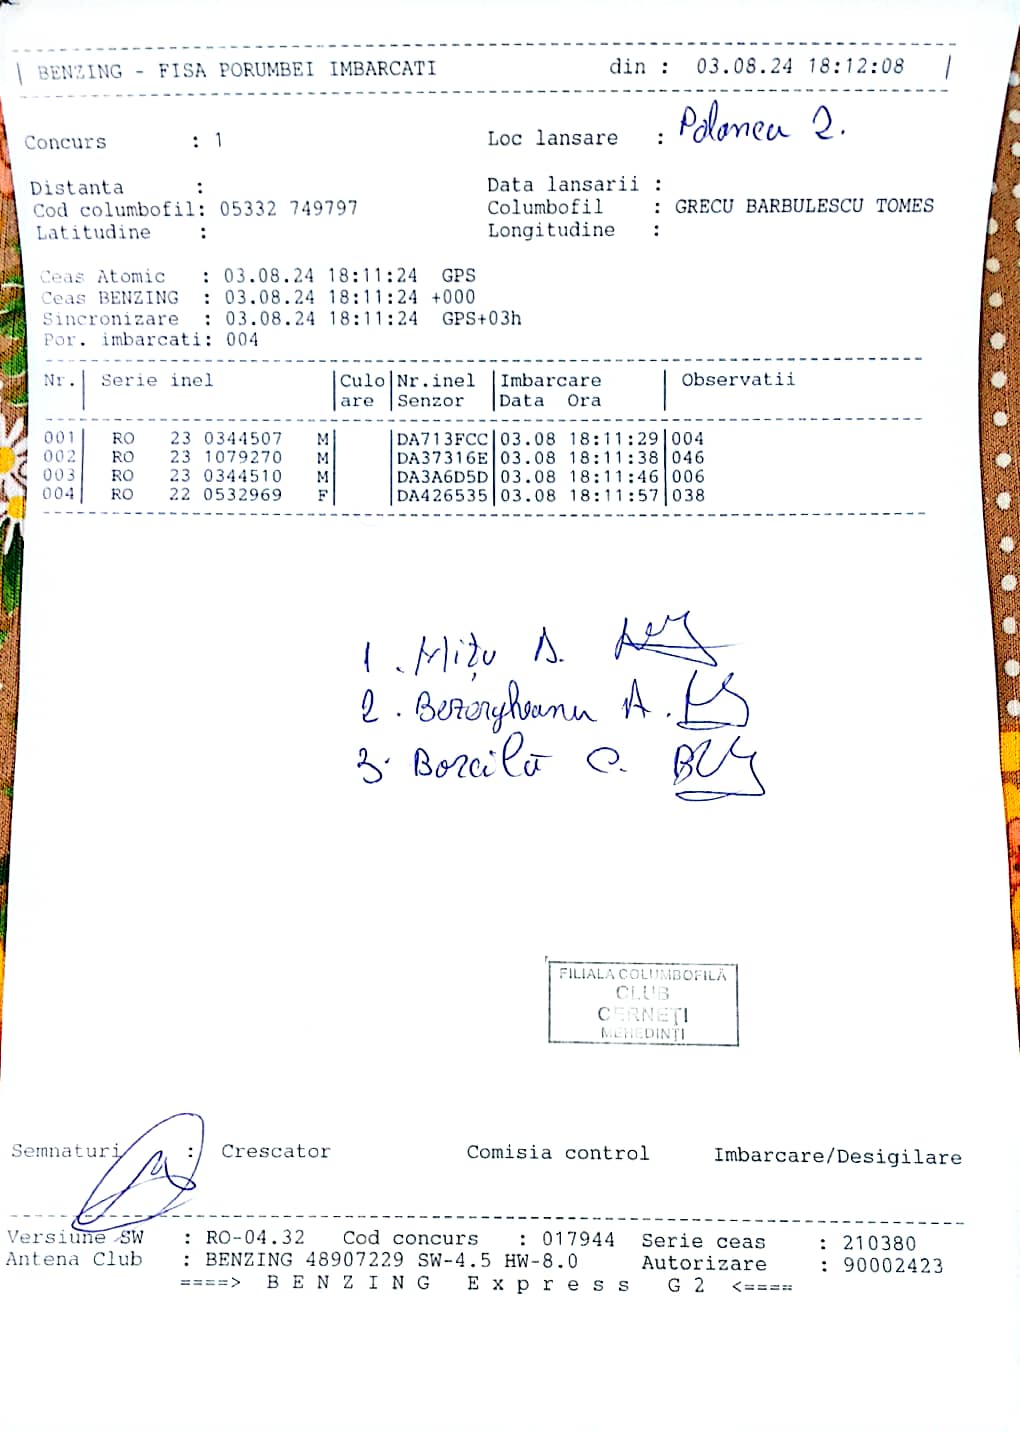 BENZING - FISA PORUMBEI IMBARCATI din : 03.08.24 18:12:08
Concurs : 1 Loc lansare : Polonea 2.
Distanta : Data lansarii :
Cod columbofil: 05332 749797 Columbofil : GRECU BARBULESCU TOMES
Latitudine : Longitudine :
Ceas Atomic : 03.08.24 18:11:24 GPS
Ceas BENZING : 03.08.24 18:11:24 +000
Sincronizare : 03.08.24 18:11:24 GPS+03h
Por. imbarcati: 004
Nr.| Serie inel |Culo|Nr.inel |Imbarcare | Observatii
| |are |Senzor |Data Ora |
001| RO 23 0344507 M| |DA713FCC|03.08 18:11:29|004
002| RO 23 1079270 M| |DA37316E|03.08 18:11:38|046
003| RO 23 0344510 M| |DA3A6D5D|03.08 18:11:46|006
004| RO 22 0532969 F| |DA426535|03.08 18:11:57|038
1. Mițu D.
2. Bezergheanu A.
3. Borcilă C.
FILIALA COLUMBOFILĂ
CLUB
CERNEȚI
MEHEDINȚI
Semnaturi : Crescator Comisia control Imbarcare/Desigilare
Versiune SW : RO-04.32 Cod concurs : 017944 Serie ceas : 210380
Antena Club : BENZING 48907229 SW-4.5 HW-8.0 Autorizare : 90002423
====> B E N Z I N G E x p r e s s G 2 <====